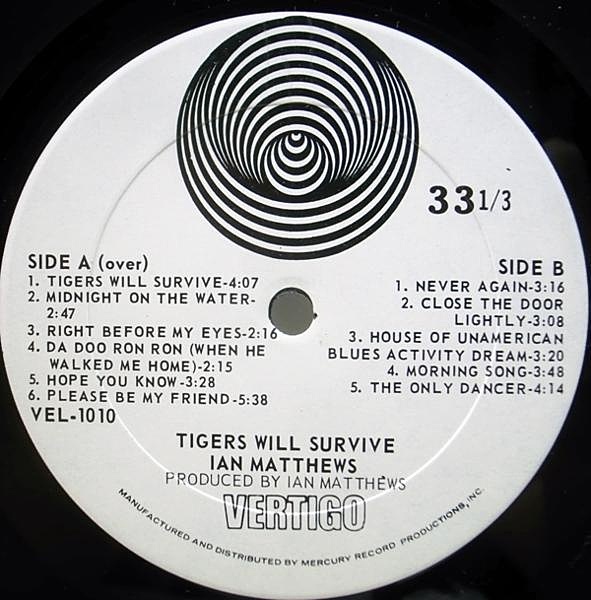 33 1/3
SIDE A (over)
1. TIGERS WILL SURVIVE-4:07
2. MIDNIGHT ON THE WATER-
2:47
3. RIGHT BEFORE MY EYES-2:16
4. DA DOO RON RON (WHEN HE
WALKED ME HOME)-2:15
5. HOPE YOU KNOW-3:28
6. PLEASE BE MY FRIEND-5:38
VEL-1010
SIDE B
1. NEVER AGAIN-3:16
2. CLOSE THE DOOR
LIGHTLY-3:08
3. HOUSE OF UNAMERICAN
BLUES ACTIVITY DREAM-3:20
4. MORNING SONG-3:48
5. THE ONLY DANCER-4:14
TIGERS WILL SURVIVE
IAN MATTHEWS
PRODUCED BY IAN MATTHEWS
VERTIGO
MANUFACTURED AND DISTRIBUTED BY MERCURY RECORD PRODUCTIONS, INC.